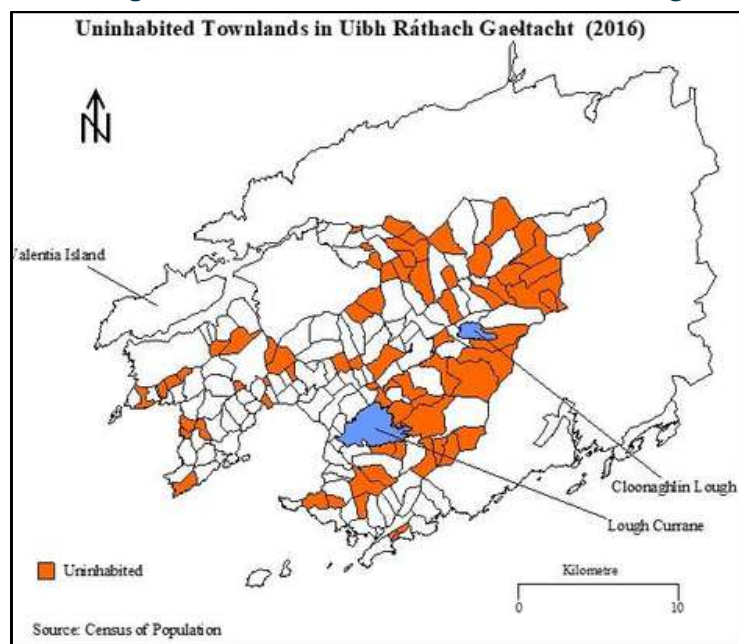 Uninhabited Townlands in Uibh Ráthach Gaeltacht (2016)
N
Valentia Island
Cloonaghlin Lough
Lough Currane
Uninhabited
Kilometre
0 10
Source: Census of Population